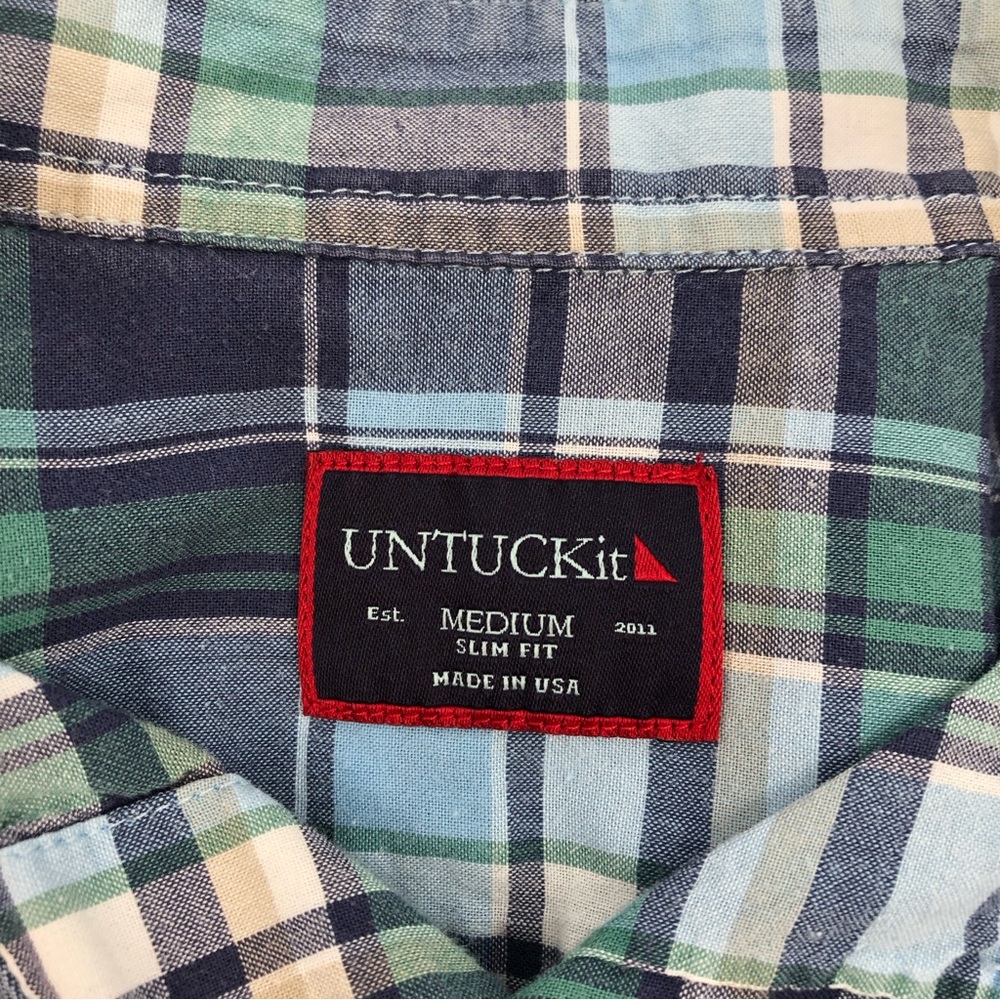 UNTUCKit
Est. MEDIUM 2011
SLIM FIT
MADE IN USA